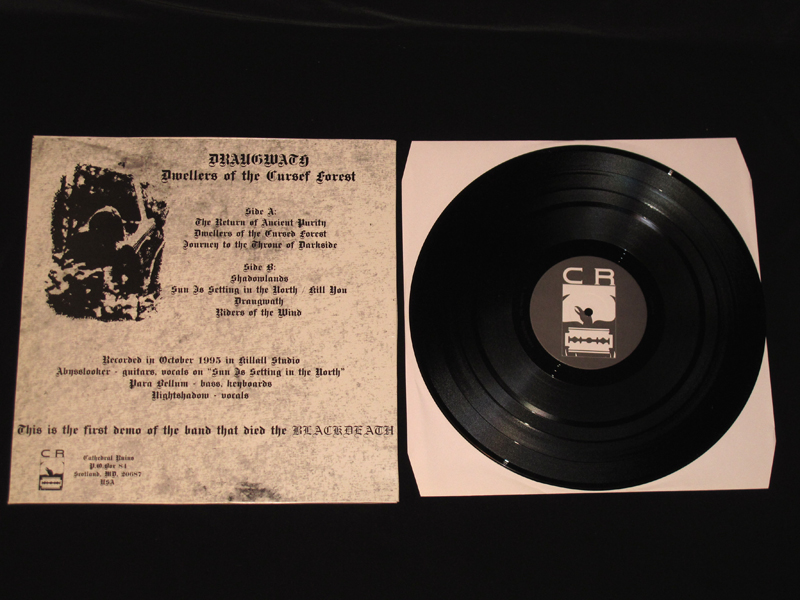 DRAUGWATH
Dwellers of the Cursef Forest
Side A:
The Return of Ancient Purity
Dwellers of the Cursed Forest
Journey to the Throne of Darkside
Side B:
Shadowlands
Sun Is Setting in the North / Kill You
Draugwath
Riders of the Wind
Recorded in October 1995 in Killall Studio
Abysslooker - guitars, vocals on "Sun Is Setting in the North"
Para Bellum - bass, keyboards
Nightshadow - vocals
This is the first demo of the band that died the BLACKDEATH
CR
Cathedral Ruins
P.O.Box 84
Scotland, MD. 20687
USA
CR